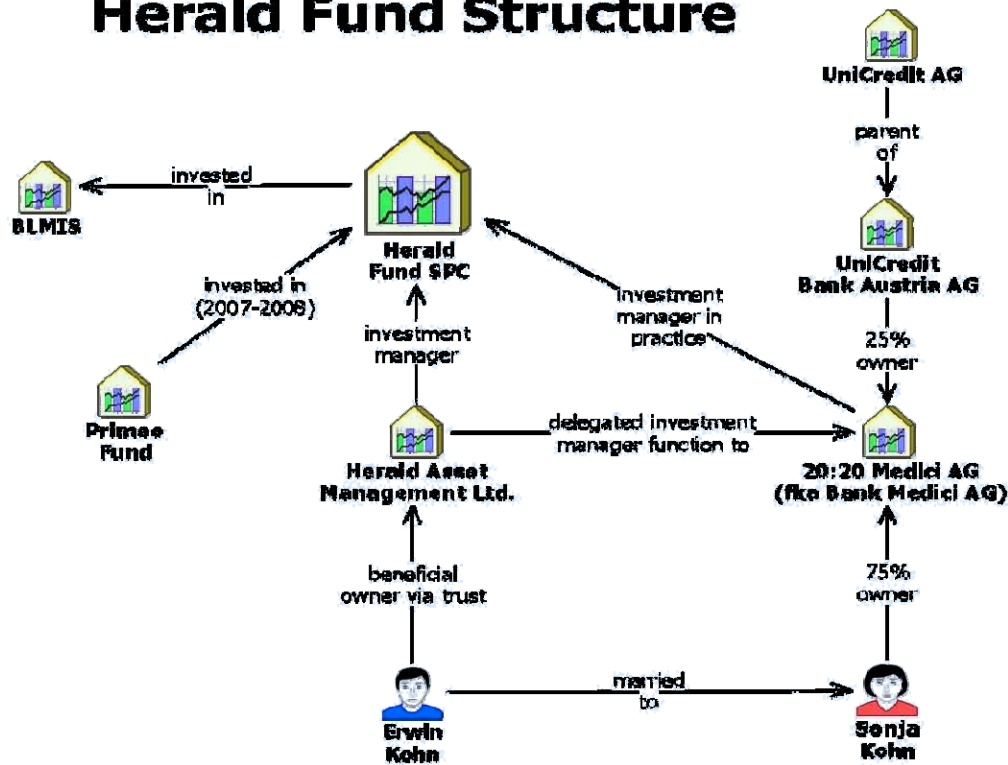 Herald Fund Structure
UniCredit AG
parent
of
invested
in
BLMIS
Herald
Fund SPC
UniCredit
Bank Austria AG
invested in
(2007-2008)
investment
manager
investment
manager in
practice
25%
owner
Primeo
Fund
delegated investment
manager function to
Herald Asset
Management Ltd.
20:20 Medici AG
(fka Bank Medici AG)
beneficial
owner via trust
75%
owner
married
to
Erwin
Kohn
Sonja
Kohn